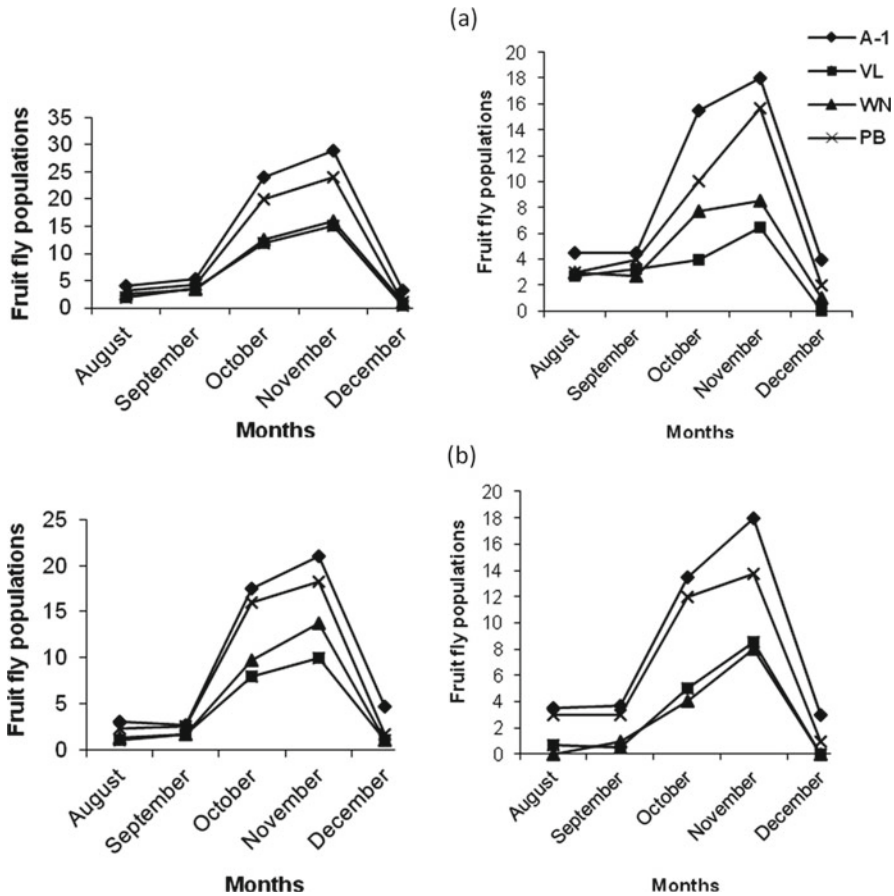 (a)
Fruit fly populations
35
30
25
20
15
10
5
0
August
September
October
November
December
Months
Fruit fly populations
20
18
16
14
12
10
8
6
4
2
0
August
September
October
November
December
Months
A-1
VL
WN
PB
(b)
Fruit fly populations
25
20
15
10
5
0
August
September
October
November
December
Months
Fruit fly populations
20
18
16
14
12
10
8
6
4
2
0
August
September
October
November
December
Months